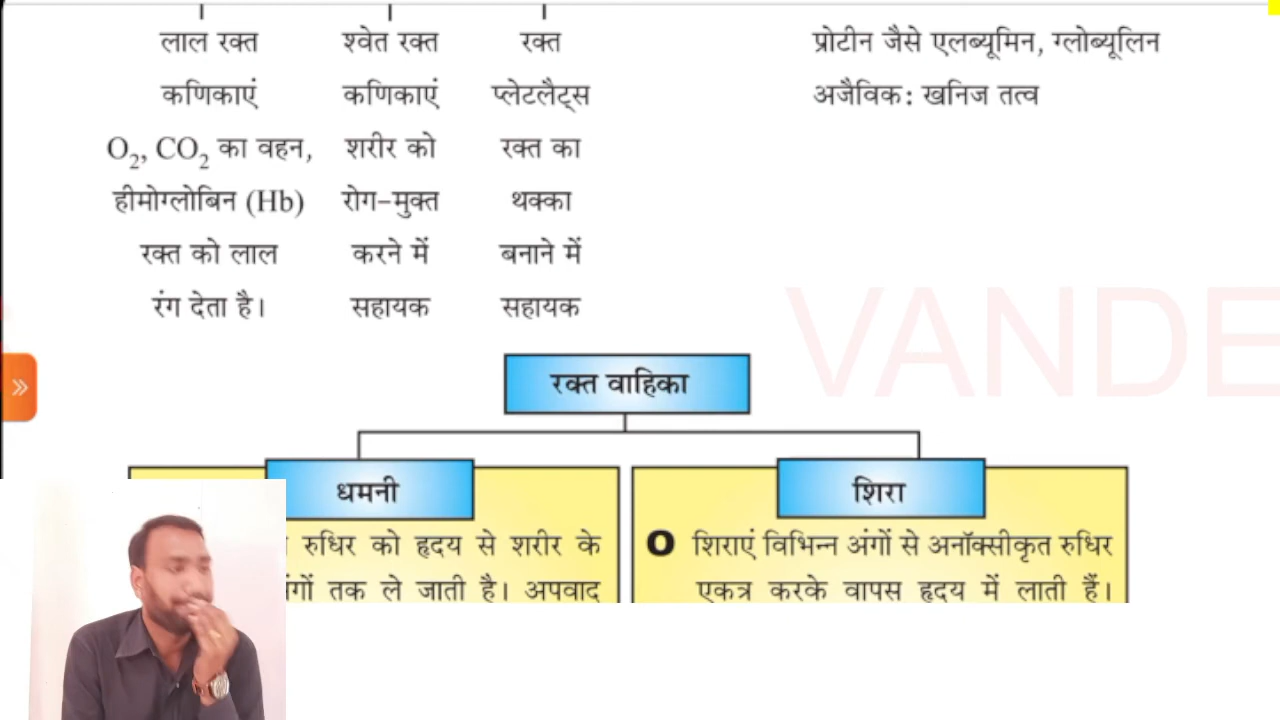 लाल रक्त
कणिकाएं
O₂, CO₂ का वहन,
हीमोग्लोबिन (Hb)
रक्त को लाल
रंग देता है।
श्वेत रक्त
कणिकाएं
शरीर को
रोग-मुक्त
करने में
सहायक
रक्त
प्लेटलैट्स
रक्त का
थक्का
बनाने में
सहायक
प्रोटीन जैसे एलब्यूमिन, ग्लोब्यूलिन
अजैविक: खनिज तत्व
VANDE
रक्त वाहिका
धमनी
रुधिर को हृदय से शरीर के
तक ले जाती है। अपवाद
शिरा
शिराएं विभिन्न अंगों से अनॉक्सीकृत रुधिर
एकत्र करके वापस हृदय में लाती हैं।